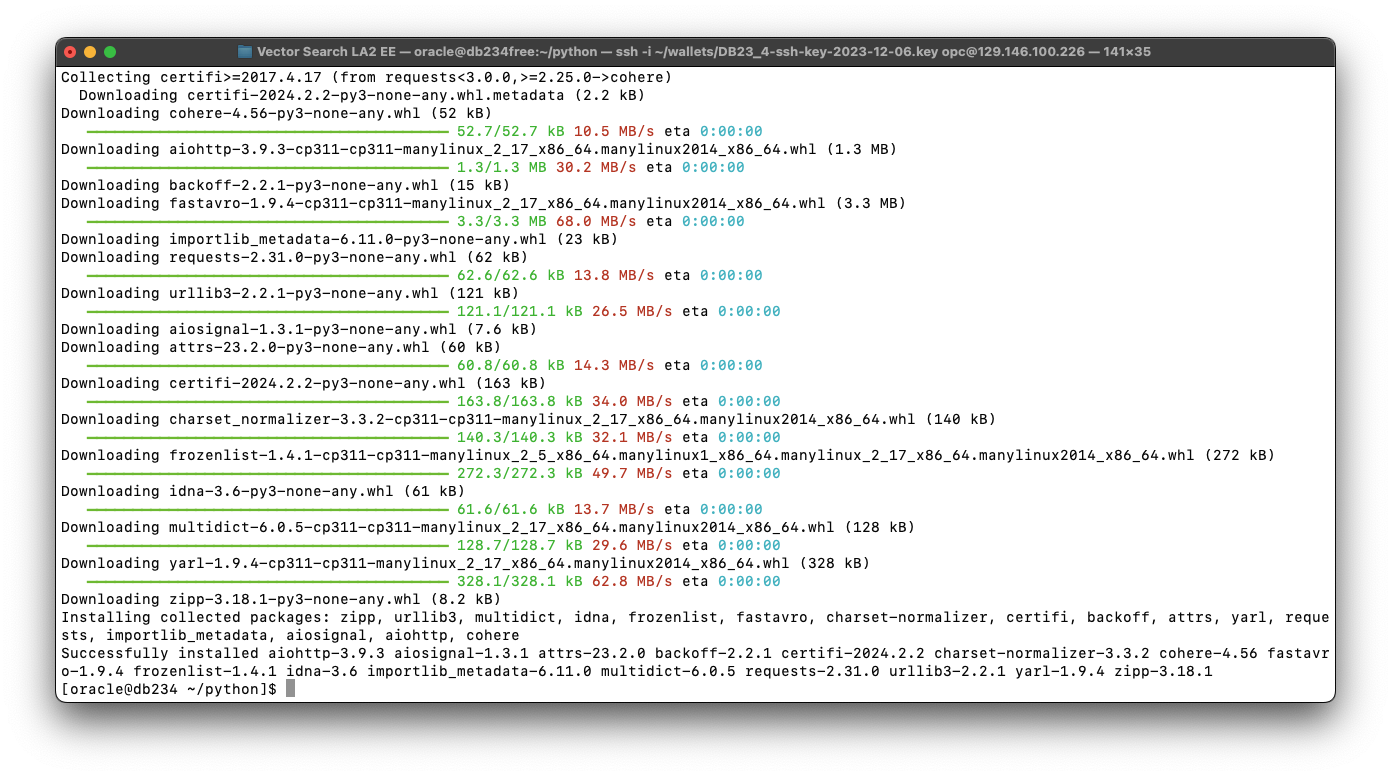 Vector Search LA2 EE — oracle@db234free:~/python — ssh -i ~/wallets/DB23_4-ssh-key-2023-12-06.key opc@129.146.100.226 — 141×35
Collecting certifi>=2017.4.17 (from requests<3.0.0,>=2.25.0->cohere)
  Downloading certifi-2024.2.2-py3-none-any.whl.metadata (2.2 kB)
Downloading cohere-4.56-py3-none-any.whl (52 kB)
52.7/52.7 kB 10.5 MB/s eta 0:00:00
Downloading aiohttp-3.9.3-cp311-cp311-manylinux_2_17_x86_64.manylinux2014_x86_64.whl (1.3 MB)
1.3/1.3 MB 30.2 MB/s eta 0:00:00
Downloading backoff-2.2.1-py3-none-any.whl (15 kB)
Downloading fastavro-1.9.4-cp311-cp311-manylinux_2_17_x86_64.manylinux2014_x86_64.whl (3.3 MB)
3.3/3.3 MB 68.0 MB/s eta 0:00:00
Downloading importlib_metadata-6.11.0-py3-none-any.whl (23 kB)
Downloading requests-2.31.0-py3-none-any.whl (62 kB)
62.6/62.6 kB 13.8 MB/s eta 0:00:00
Downloading urllib3-2.2.1-py3-none-any.whl (121 kB)
121.1/121.1 kB 26.5 MB/s eta 0:00:00
Downloading aiosignal-1.3.1-py3-none-any.whl (7.6 kB)
Downloading attrs-23.2.0-py3-none-any.whl (60 kB)
60.8/60.8 kB 14.3 MB/s eta 0:00:00
Downloading certifi-2024.2.2-py3-none-any.whl (163 kB)
163.8/163.8 kB 34.0 MB/s eta 0:00:00
Downloading charset_normalizer-3.3.2-cp311-cp311-manylinux_2_17_x86_64.manylinux2014_x86_64.whl (140 kB)
140.3/140.3 kB 32.1 MB/s eta 0:00:00
Downloading frozenlist-1.4.1-cp311-cp311-manylinux_2_5_x86_64.manylinux1_x86_64.manylinux_2_17_x86_64.manylinux2014_x86_64.whl (272 kB)
272.3/272.3 kB 49.7 MB/s eta 0:00:00
Downloading idna-3.6-py3-none-any.whl (61 kB)
61.6/61.6 kB 13.7 MB/s eta 0:00:00
Downloading multidict-6.0.5-cp311-cp311-manylinux_2_17_x86_64.manylinux2014_x86_64.whl (128 kB)
128.7/128.7 kB 29.6 MB/s eta 0:00:00
Downloading yarl-1.9.4-cp311-cp311-manylinux_2_17_x86_64.manylinux2014_x86_64.whl (328 kB)
328.1/328.1 kB 62.8 MB/s eta 0:00:00
Downloading zipp-3.18.1-py3-none-any.whl (8.2 kB)
Installing collected packages: zipp, urllib3, multidict, idna, frozenlist, fastavro, charset-normalizer, certifi, backoff, attrs, yarl, reque
sts, importlib_metadata, aiosignal, aiohttp, cohere
Successfully installed aiohttp-3.9.3 aiosignal-1.3.1 attrs-23.2.0 backoff-2.2.1 certifi-2024.2.2 charset-normalizer-3.3.2 cohere-4.56 fastavr
o-1.9.4 frozenlist-1.4.1 idna-3.6 importlib_metadata-6.11.0 multidict-6.0.5 requests-2.31.0 urllib3-2.2.1 yarl-1.9.4 zipp-3.18.1
[oracle@db234 ~/python]$